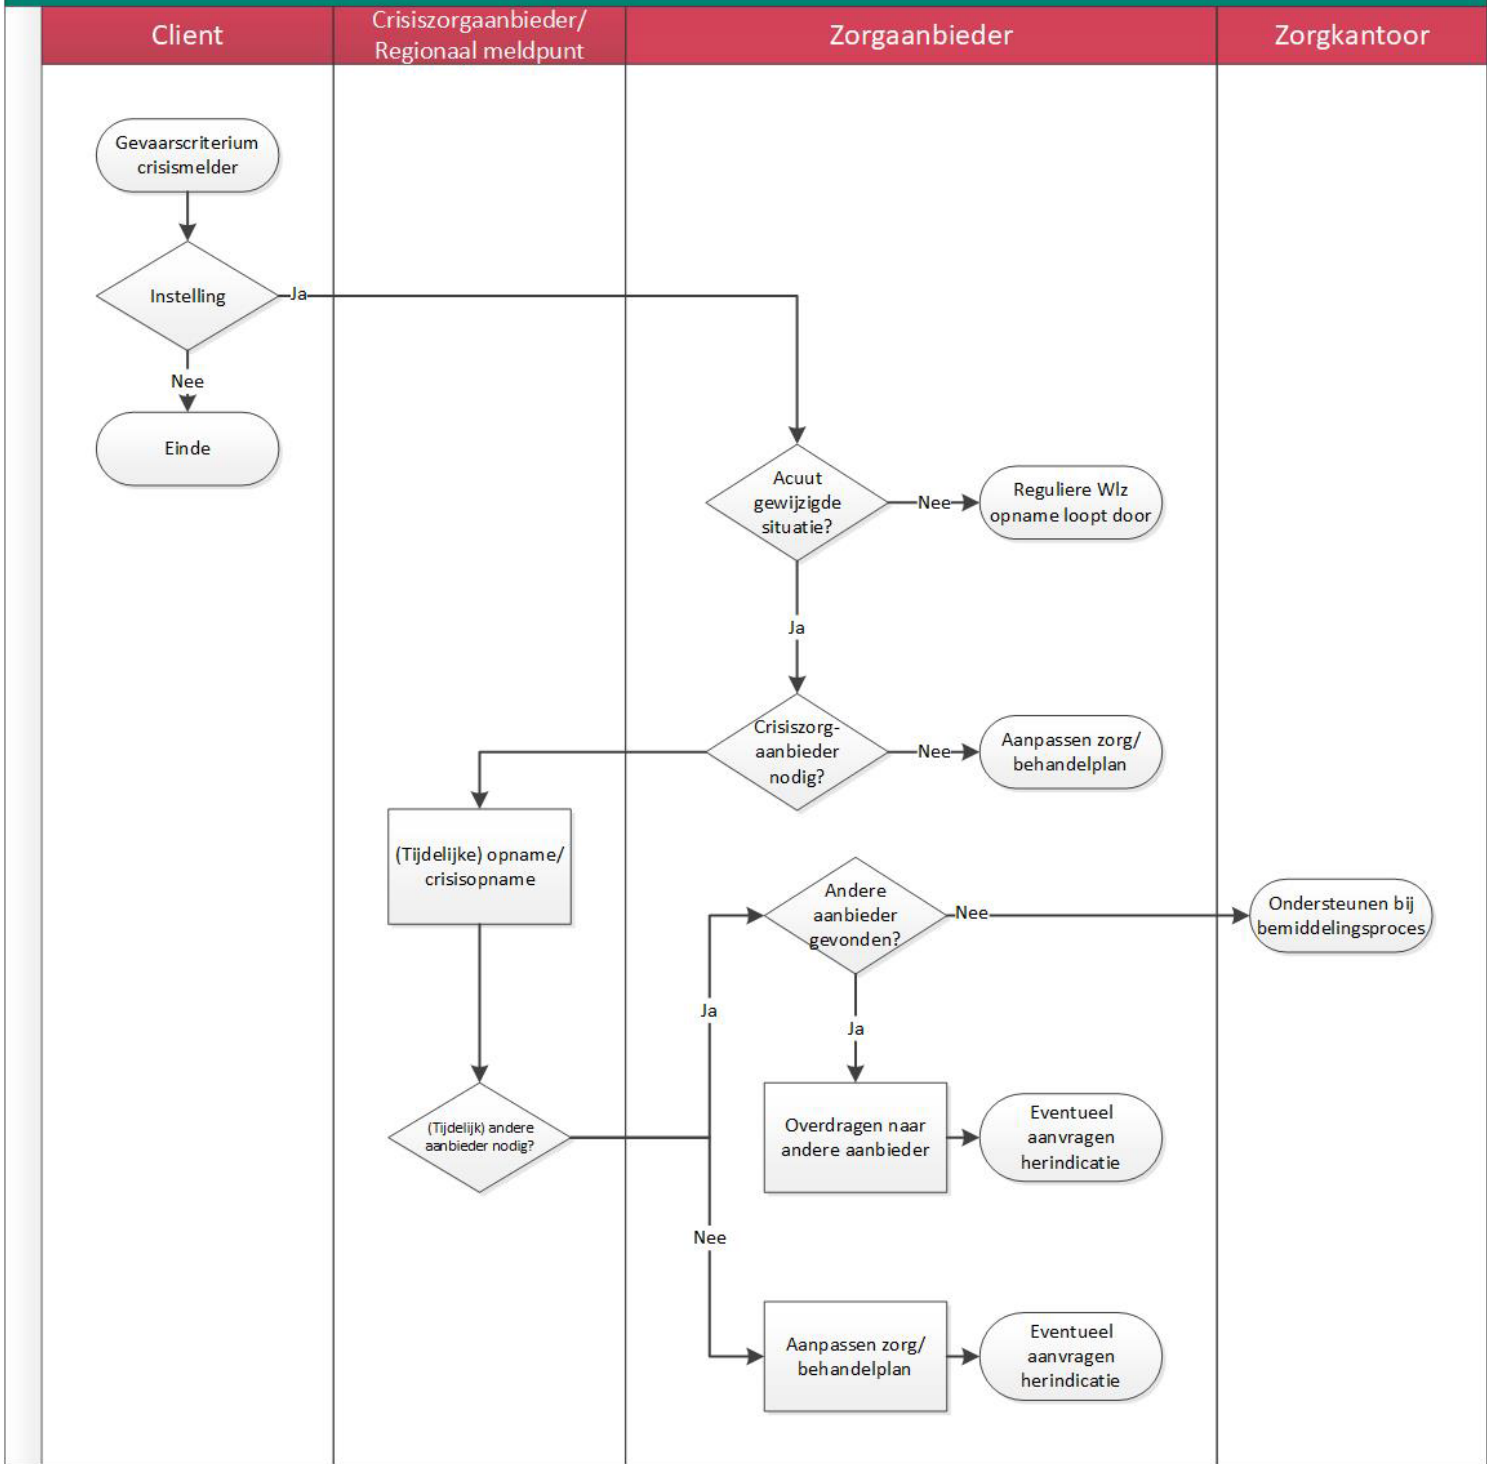 Client
Crisiszorgaanbieder/
Regionaal meldpunt
Zorgaanbieder
Zorgkantoor
Gevaarscriterium
crisismelder
Instelling
Ja
Nee
Einde
Acuut
gewijzigde
situatie?
Nee
Reguliere Wlz
opname loopt door
Ja
Crisiszorg-
aanbieder
nodig?
Nee
Aanpassen zorg/
behandelplan
(Tijdelijke) opname/
crisisopname
Andere
aanbieder
gevonden?
Nee
Ondersteunen bij
bemiddelingsproces
Ja
Ja
(Tijdelijk) andere
aanbieder nodig?
Overdragen naar
andere aanbieder
Eventueel
aanvragen
herindicatie
Nee
Aanpassen zorg/
behandelplan
Eventueel
aanvragen
herindicatie